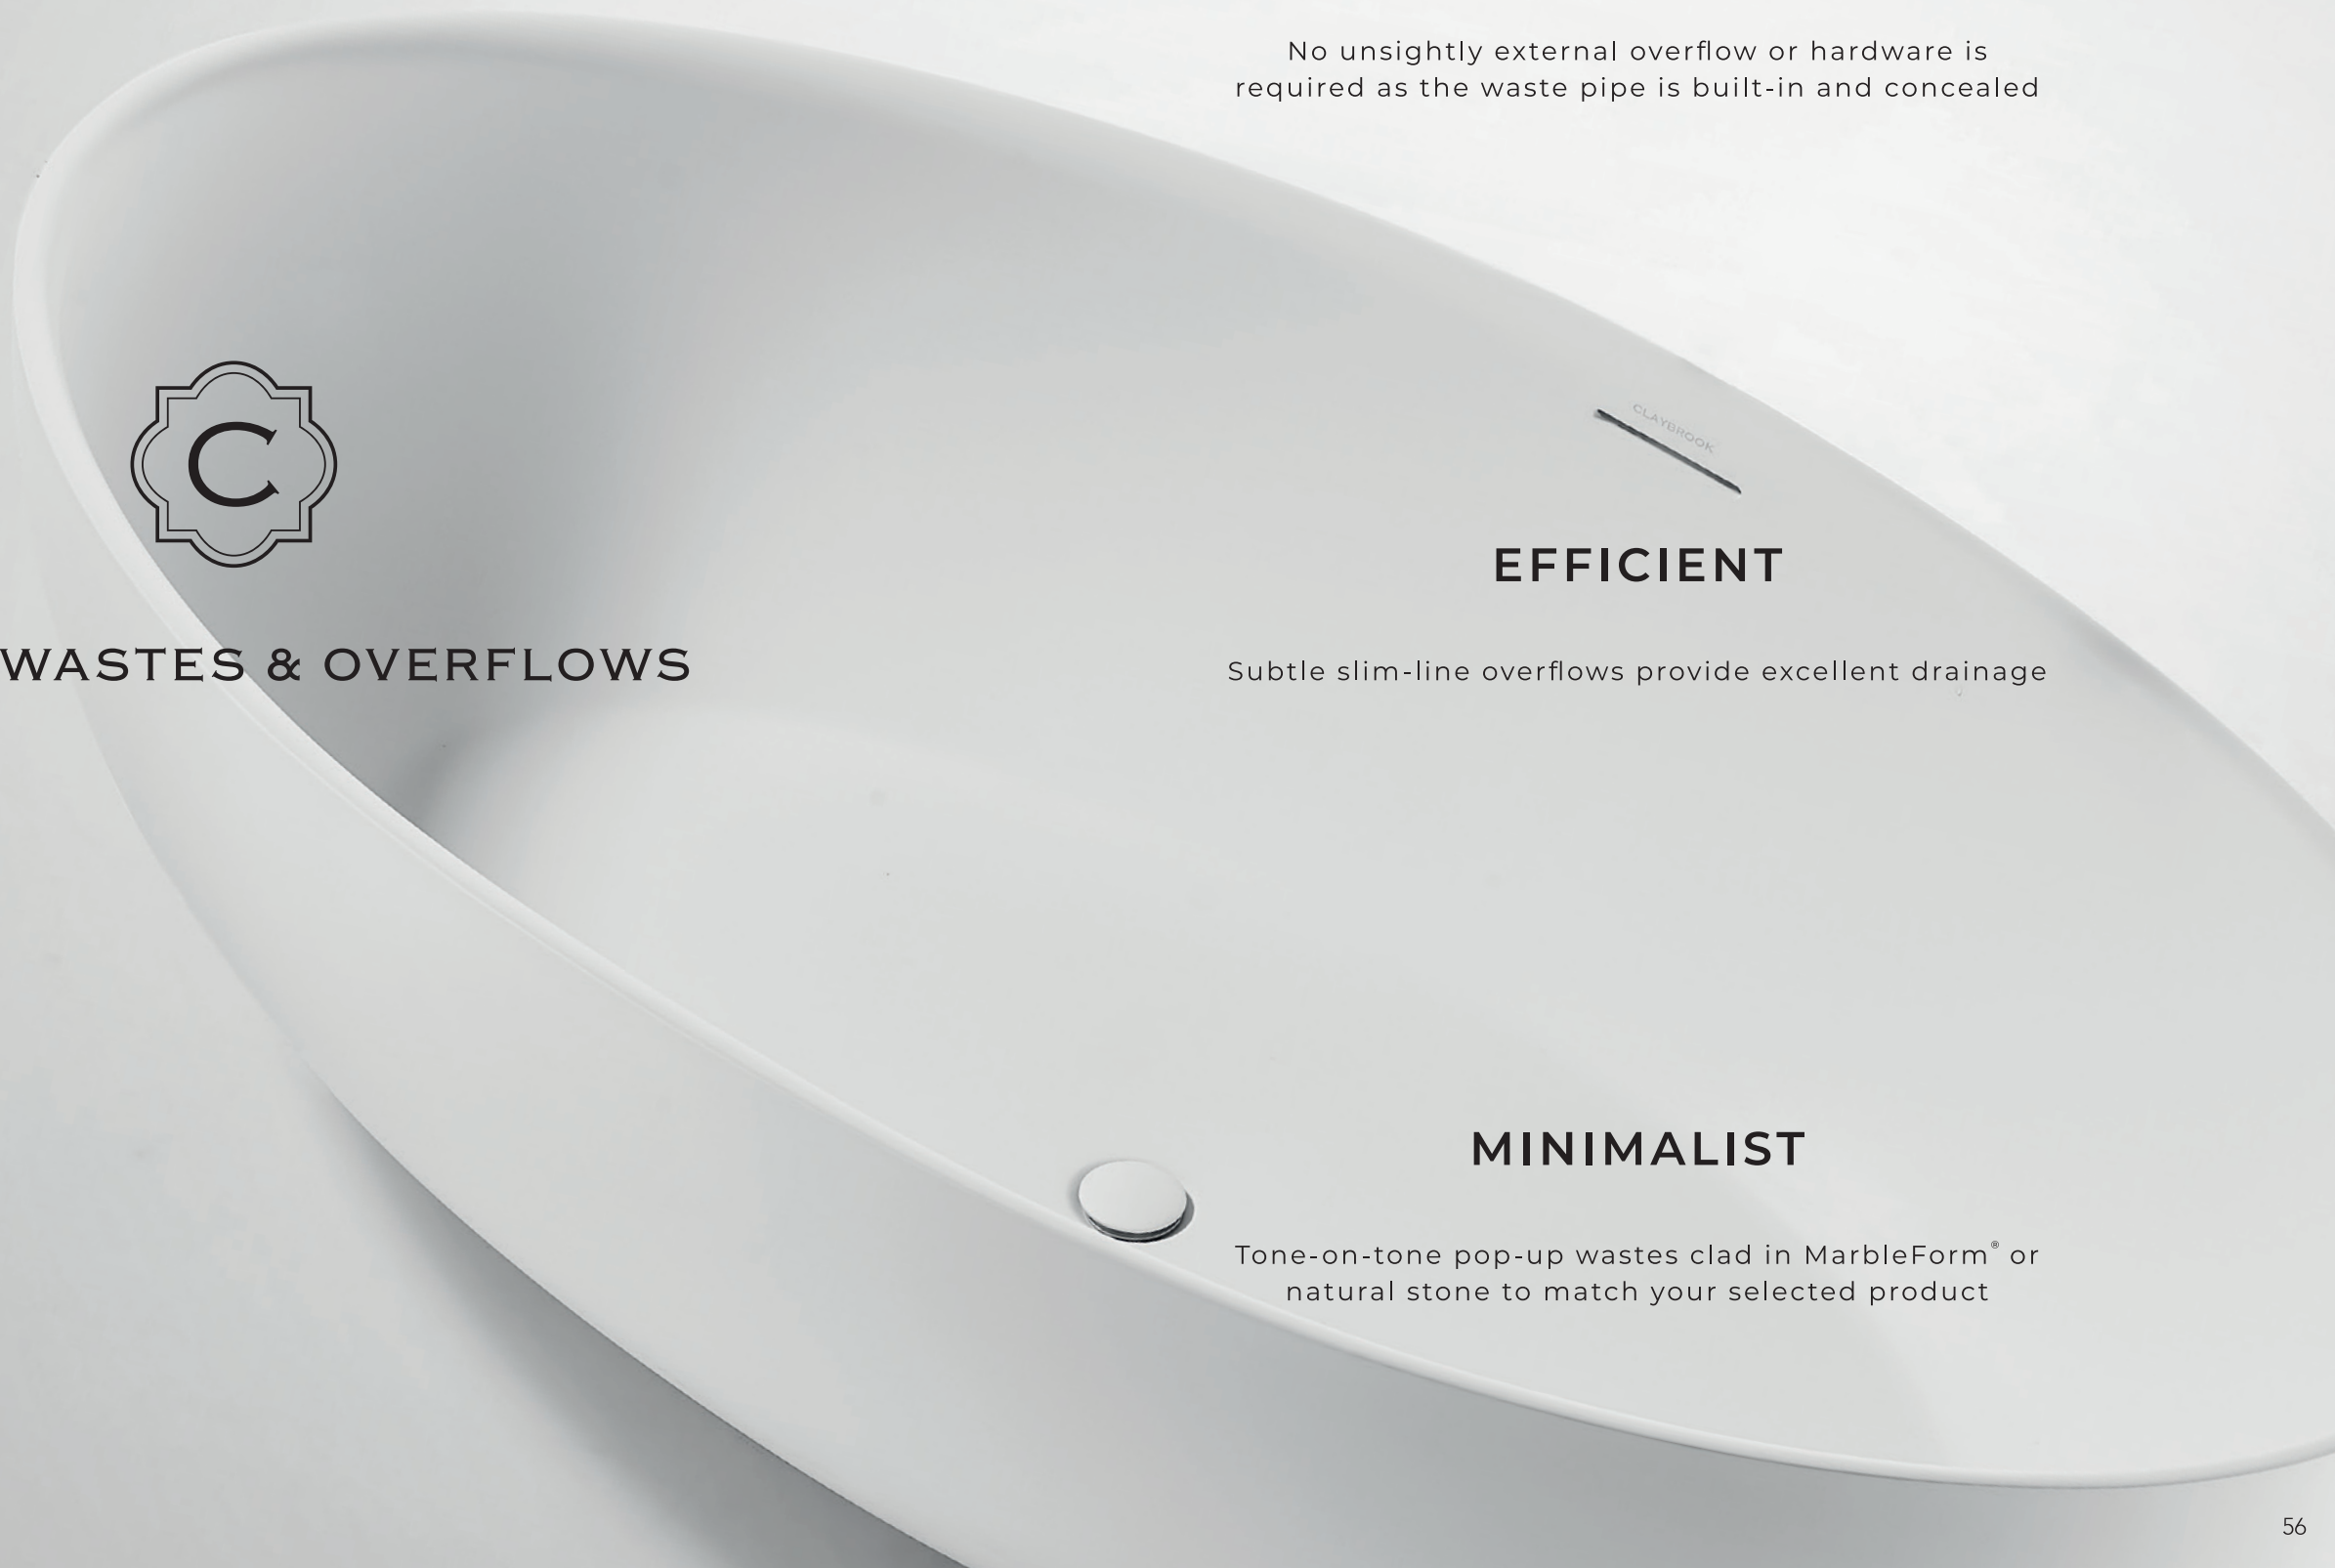 No unsightly external overflow or hardware is
required as the waste pipe is built-in and concealed
C
WASTES & OVERFLOWS
CLAYBROOK
EFFICIENT
Subtle slim-line overflows provide excellent drainage
MINIMALIST
Tone-on-tone pop-up wastes clad in MarbleForm® or
natural stone to match your selected product
56